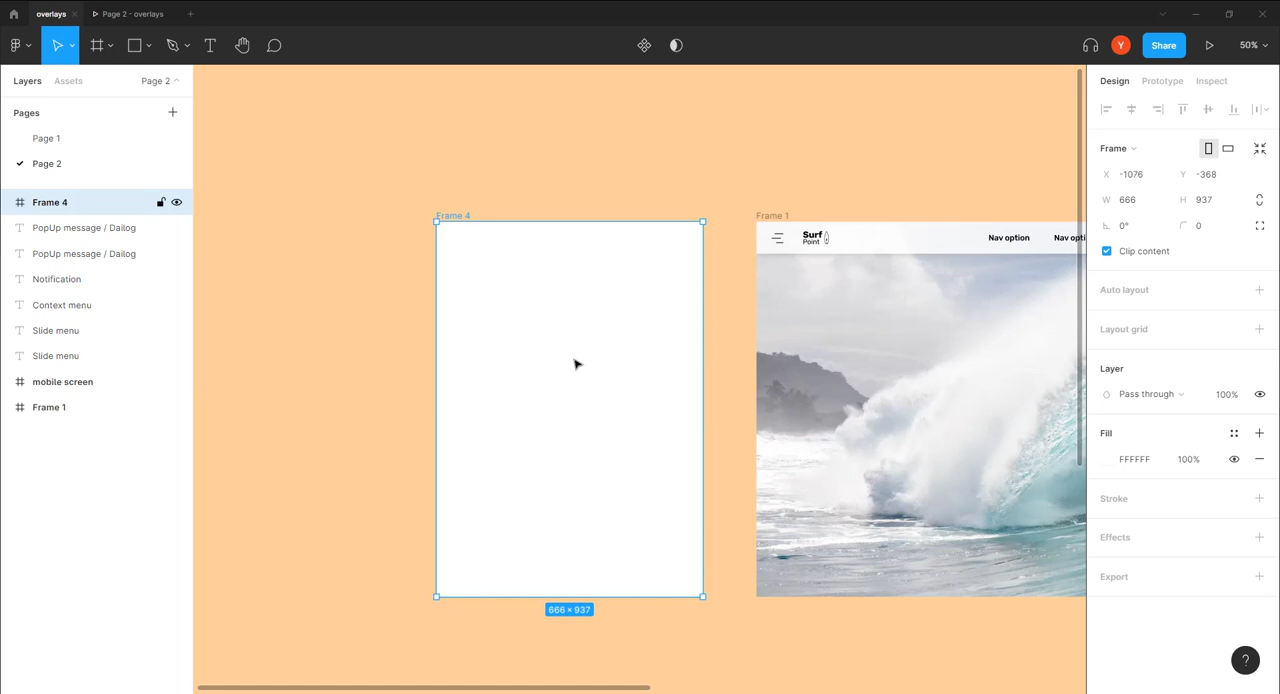 overlays
Page 2 - overlays
Y
Share
50%
Layers
Assets
Page 2
Pages
Page 1
Page 2
Frame 4
PopUp message / Dailog
PopUp message / Dailog
Notification
Context menu
Slide menu
Slide menu
mobile screen
Frame 1
Frame 4
666 × 937
Frame 1
Surf
Point
Nav option
Nav opti
Design
Prototype
Inspect
Frame
X -1076
Y -368
W 666
H 937
0°
0
Clip content
Auto layout
Layout grid
Layer
Pass through
100%
Fill
FFFFFF
100%
Stroke
Effects
Export
?